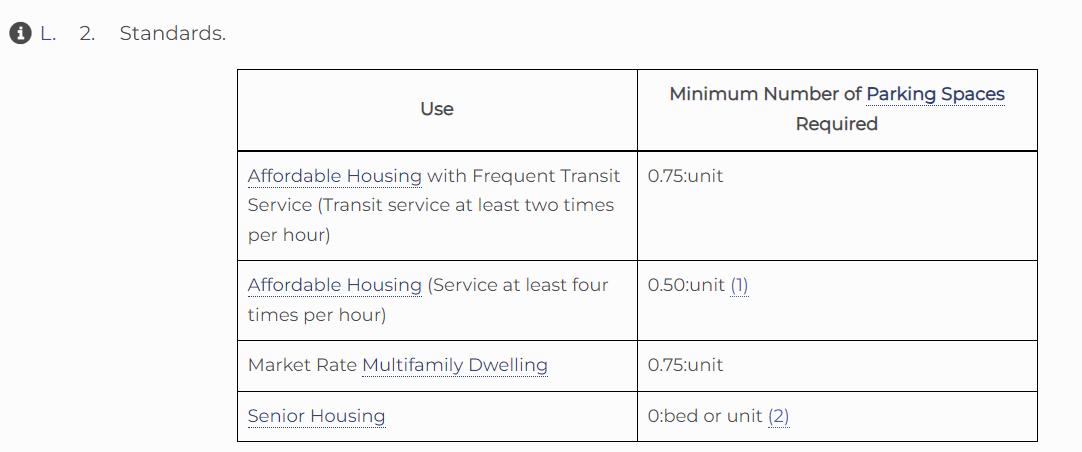 L. 2. Standards.
Use
Minimum Number of Parking Spaces
Required
Affordable Housing with Frequent Transit
Service (Transit service at least two times
per hour)
0.75:unit
Affordable Housing (Service at least four
times per hour)
0.50:unit (1)
Market Rate Multifamily Dwelling
0.75:unit
Senior Housing
0:bed or unit (2)